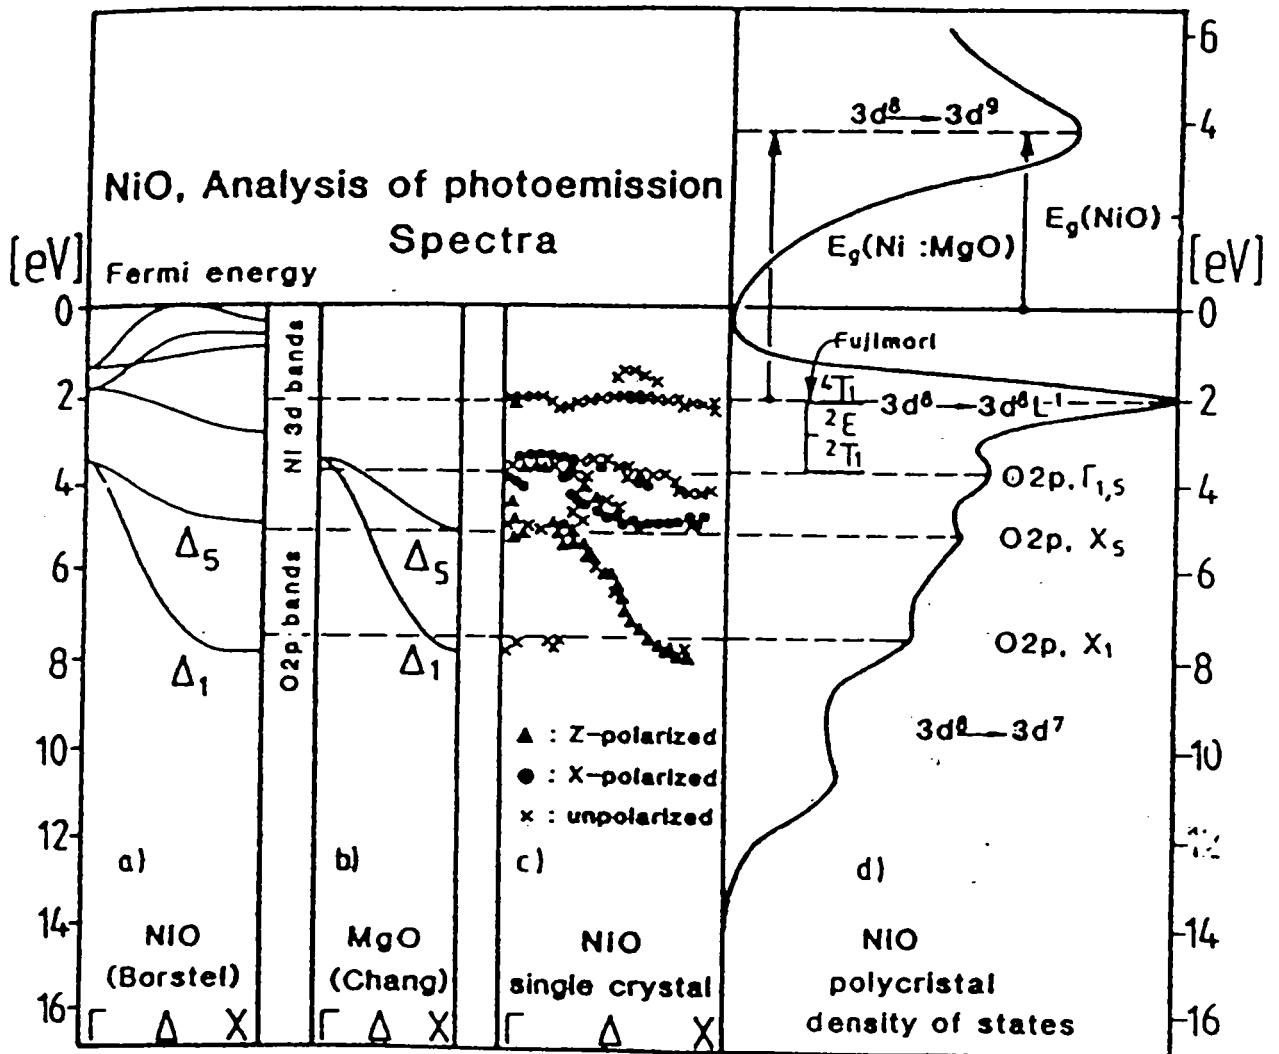 NiO, Analysis of photoemission
Spectra
[eV]
Fermi energy
0
2
4
6
8
10
12
14
16
Δ5
Δ1
a)
NiO
(Borstel)
Γ Δ X
Ni 3d bands
O2p bands
Δ5
Δ1
b)
MgO
(Chang)
Γ Δ X
▲ : Z-polarized
● : X-polarized
× : unpolarized
c)
NiO
single crystal
Γ Δ X
3d⁸ — 3d⁹
Eg(Ni :MgO)
Eg(NiO)
Fujimori
⁴T₁
3d⁸ — 3d⁸L⁻¹
²E
²T₁
O2p, Γ1,5
O2p, X5
O2p, X1
3d⁸ — 3d⁷
d)
NiO
polycristal
density of states
6
4
[eV]
0
2
4
6
8
10
14
16